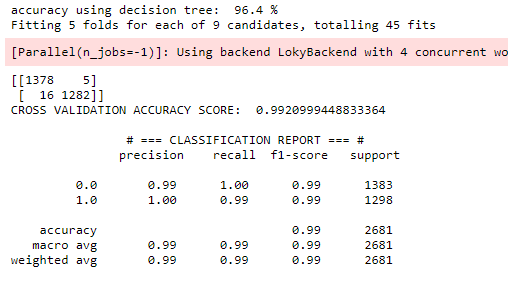 accuracy using decision tree:  96.4 %
Fitting 5 folds for each of 9 candidates, totalling 45 fits
[Parallel(n_jobs=-1)]: Using backend LokyBackend with 4 concurrent wo
[[1378    5]
 [  16 1282]]
CROSS VALIDATION ACCURACY SCORE:  0.9920999448833364
# === CLASSIFICATION REPORT === #
precision    recall  f1-score   support
0.0       0.99      1.00      0.99      1383
1.0       1.00      0.99      0.99      1298
accuracy                           0.99      2681
macro avg       0.99      0.99      0.99      2681
weighted avg       0.99      0.99      0.99      2681